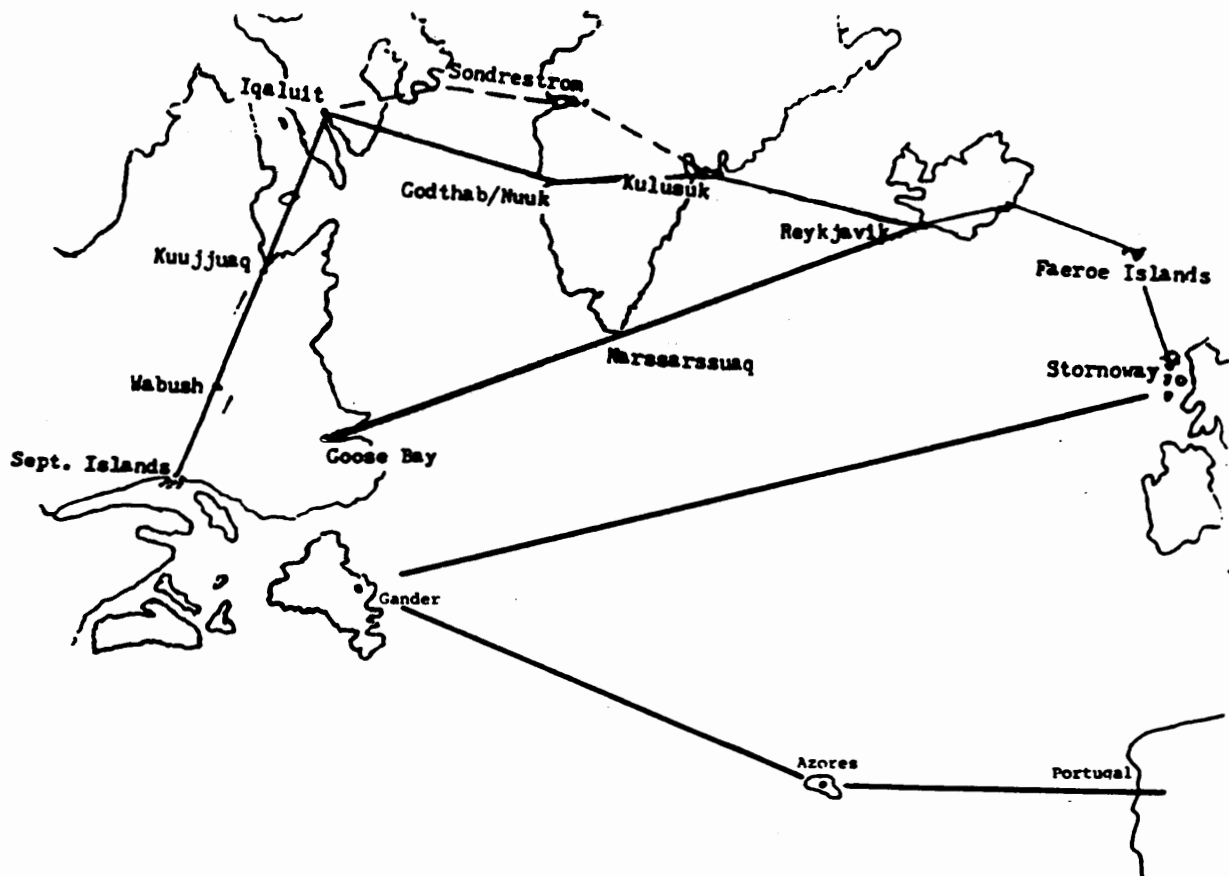 Sondrestrom
Iqaluit
Godthab/Nuuk
Kulusuk
Reykjavik
Kuujjuaq
Faeroe Islands
Narssarssuaq
Stornoway
Wabush
Goose Bay
Sept. Islands
Gander
Azores
Portugal